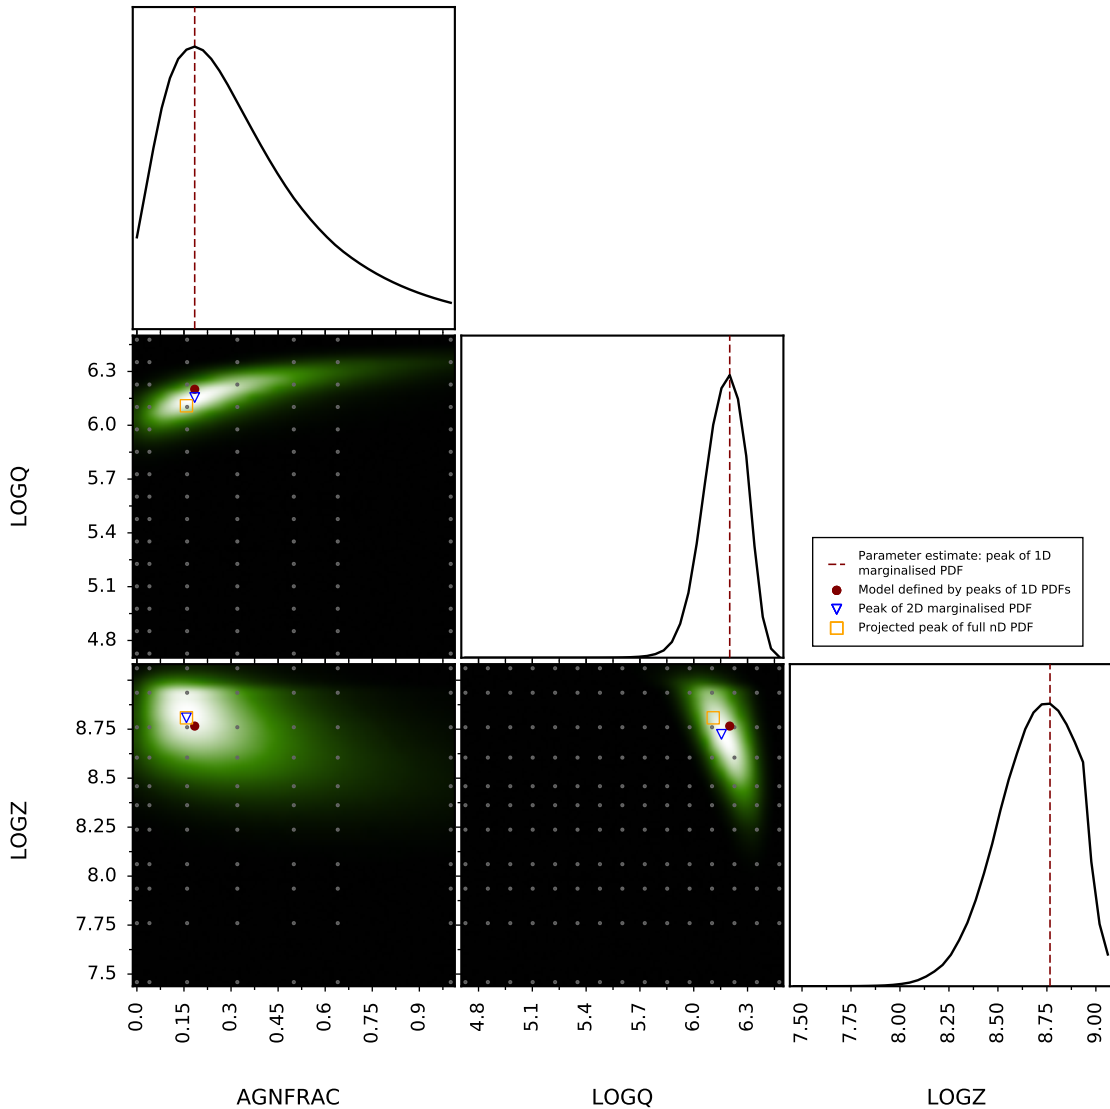 6.3
6.0
5.7
5.4
5.1
4.8
LOGQ
Parameter estimate: peak of 1D
marginalised PDF
Model defined by peaks of 1D PDFs
Peak of 2D marginalised PDF
Projected peak of full nD PDF
8.75
8.5
8.25
8.0
7.75
7.5
LOGZ
0.0 0.15 0.3 0.45 0.6 0.75 0.9
4.8 5.1 5.4 5.7 6.0 6.3
7.50 7.75 8.00 8.25 8.50 8.75 9.00
AGNFRAC LOGQ LOGZ